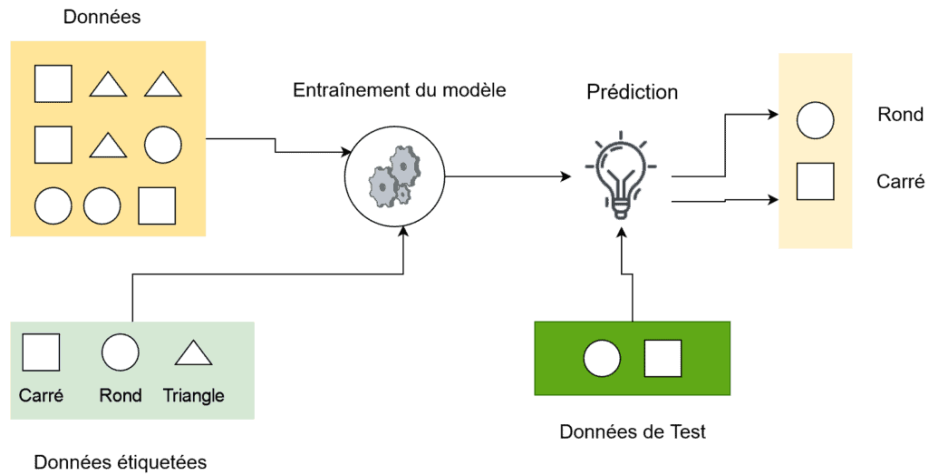 Données
Entraînement du modèle
Prédiction
Rond
Carré
Carré
Rond
Triangle
Données étiquetées
Données de Test